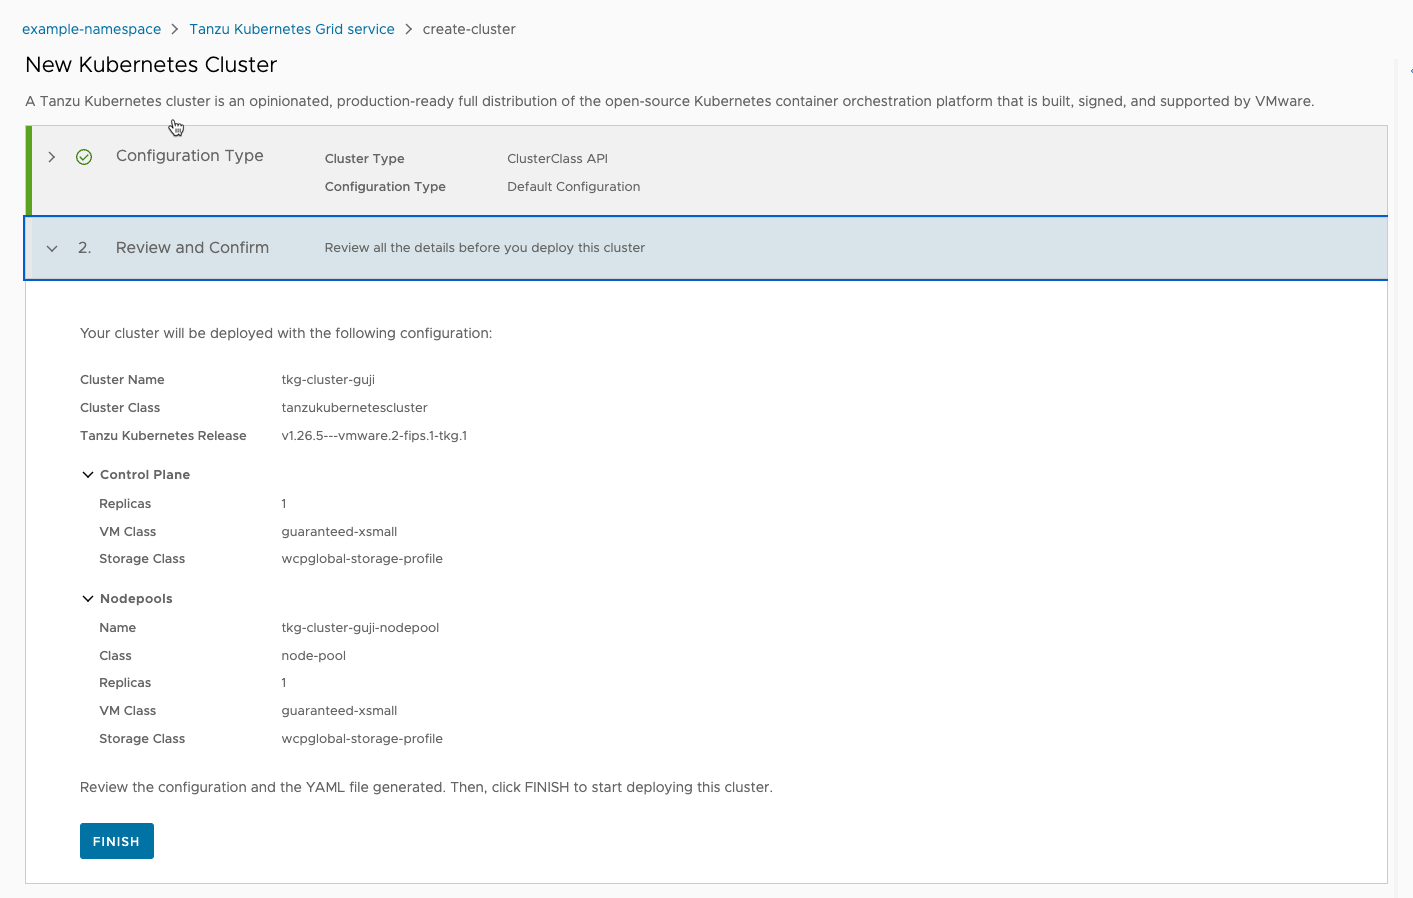 example-namespace > Tanzu Kubernetes Grid service > create-cluster
New Kubernetes Cluster
A Tanzu Kubernetes cluster is an opinionated, production-ready full distribution of the open-source Kubernetes container orchestration platform that is built, signed, and supported by VMware.
Configuration Type
Cluster Type ClusterClass API
Configuration Type Default Configuration
2. Review and Confirm Review all the details before you deploy this cluster
Your cluster will be deployed with the following configuration:
Cluster Name tkg-cluster-guji
Cluster Class tanzukubernetescluster
Tanzu Kubernetes Release v1.26.5---vmware.2-fips.1-tkg.1
Control Plane
Replicas 1
VM Class guaranteed-xsmall
Storage Class wcpglobal-storage-profile
Nodepools
Name tkg-cluster-guji-nodepool
Class node-pool
Replicas 1
VM Class guaranteed-xsmall
Storage Class wcpglobal-storage-profile
Review the configuration and the YAML file generated. Then, click FINISH to start deploying this cluster.
FINISH